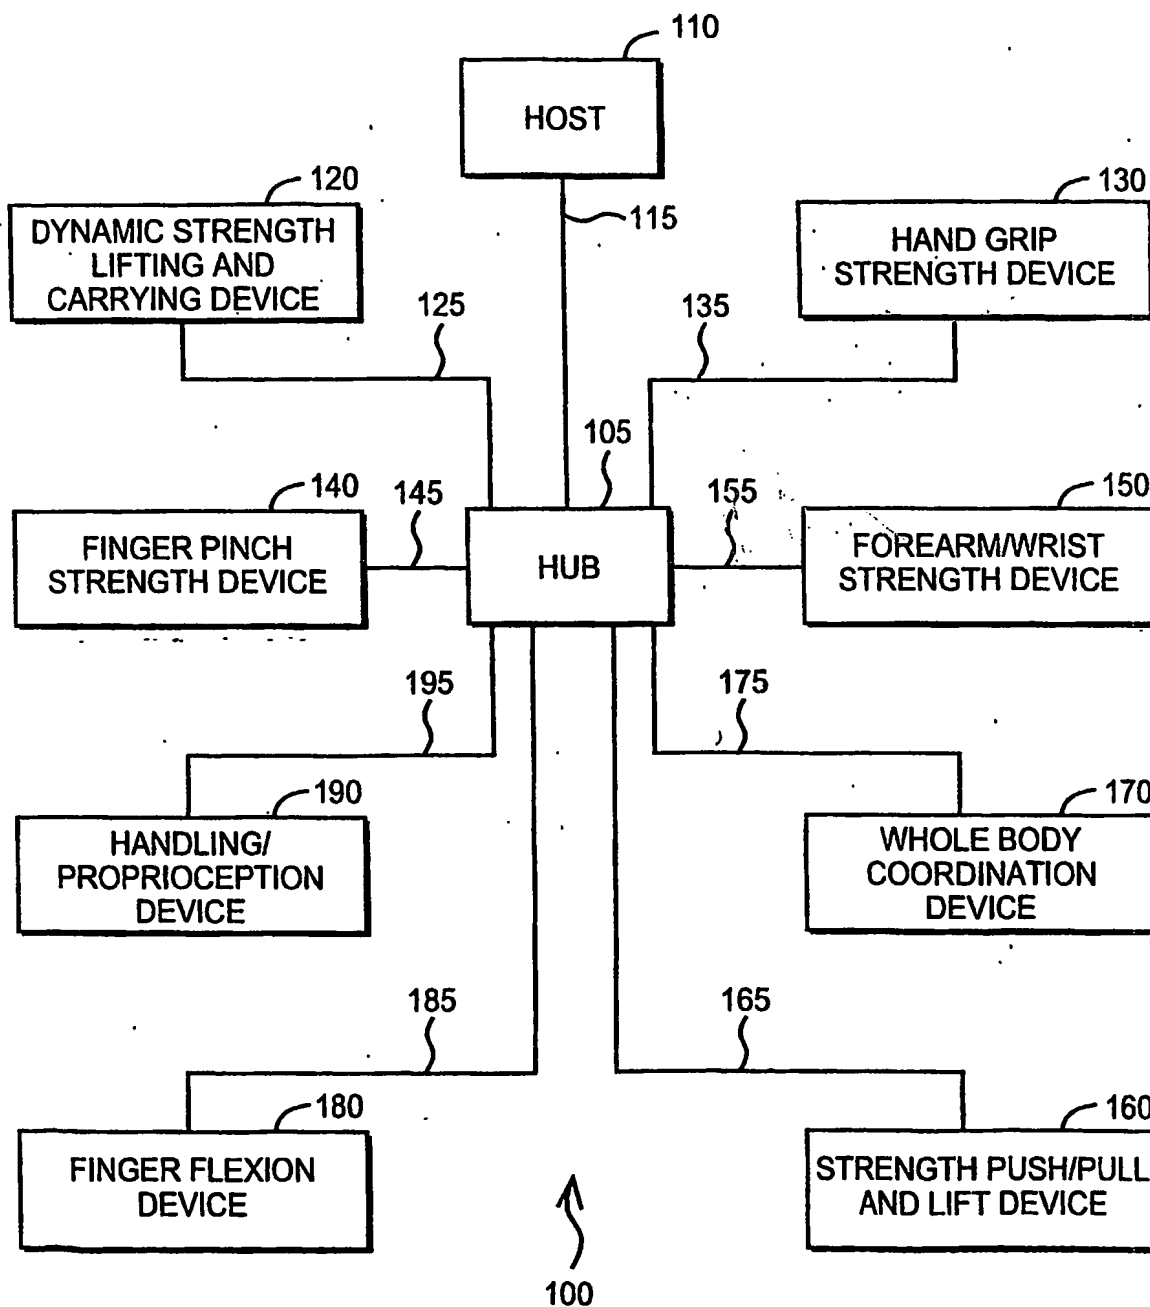 110
HOST
120
130
115
DYNAMIC STRENGTH
LIFTING AND
CARRYING DEVICE
HAND GRIP
STRENGTH DEVICE
125
135
105
140
145
155
150
FINGER PINCH
STRENGTH DEVICE
HUB
FOREARM/WRIST
STRENGTH DEVICE
195
175
190
170
HANDLING/
PROPRIOCEPTION
DEVICE
WHOLE BODY
COORDINATION
DEVICE
185
165
180
160
FINGER FLEXION
DEVICE
STRENGTH PUSH/PULL
AND LIFT DEVICE
100